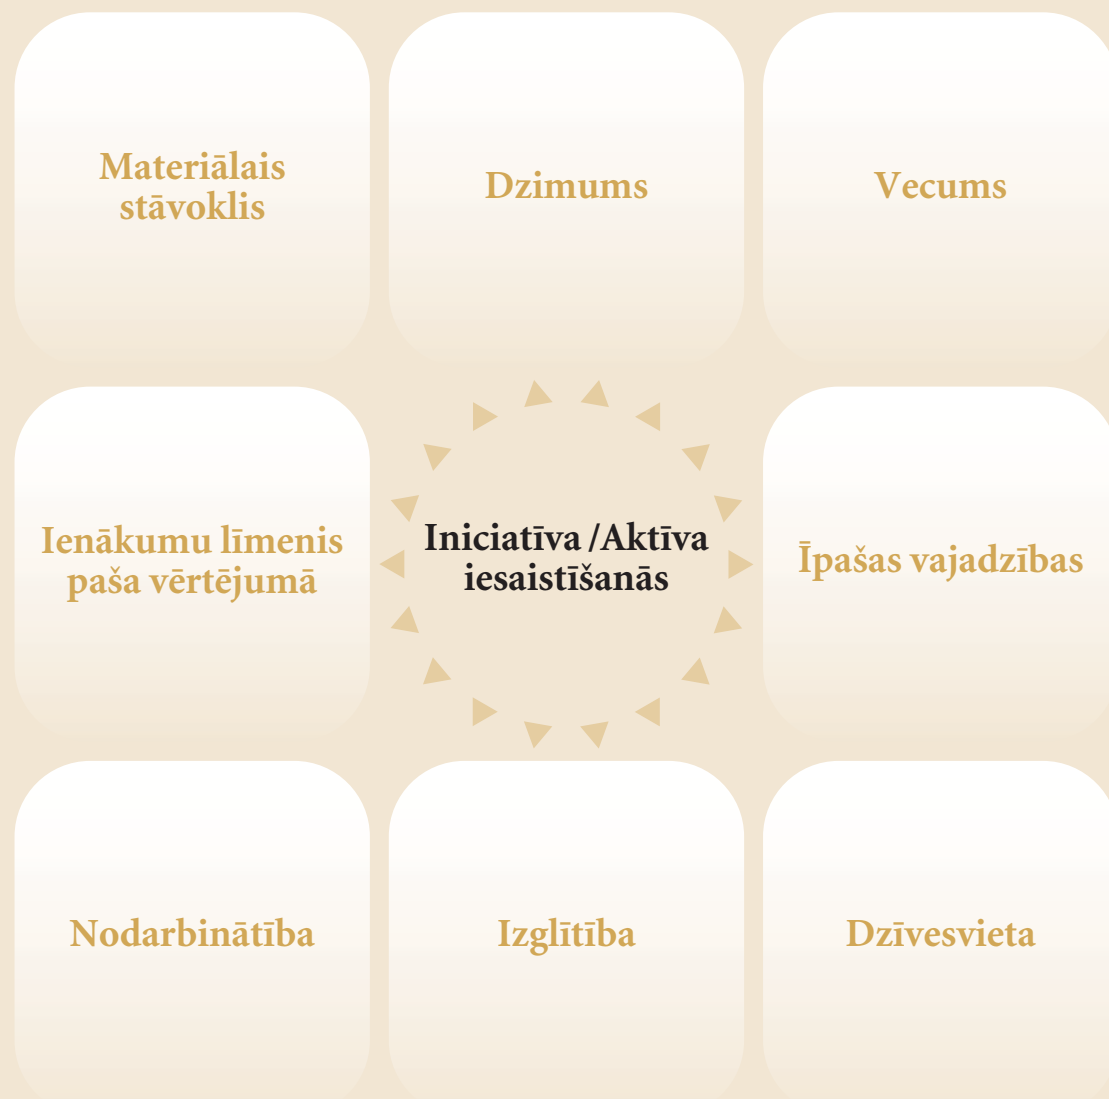 Materiālais
stāvoklis
Dzimums
Vecums
Ienākumu līmenis
paša vērtējumā
Iniciatīva /Aktīva
iesaistīšanās
Īpašas vajadzības
Nodarbinātība
Izglītība
Dzīvesvieta